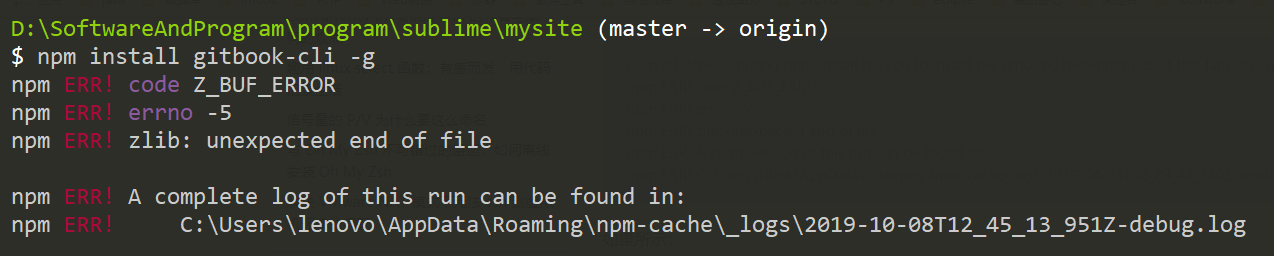 D:\SoftwareAndProgram\program\sublime\mysite (master -> origin)
$ npm install gitbook-cli -g
npm ERR! code Z_BUF_ERROR
npm ERR! errno -5
npm ERR! zlib: unexpected end of file
npm ERR! A complete log of this run can be found in:
npm ERR!     C:\Users\lenovo\AppData\Roaming\npm-cache\_logs\2019-10-08T12_45_13_951Z-debug.log